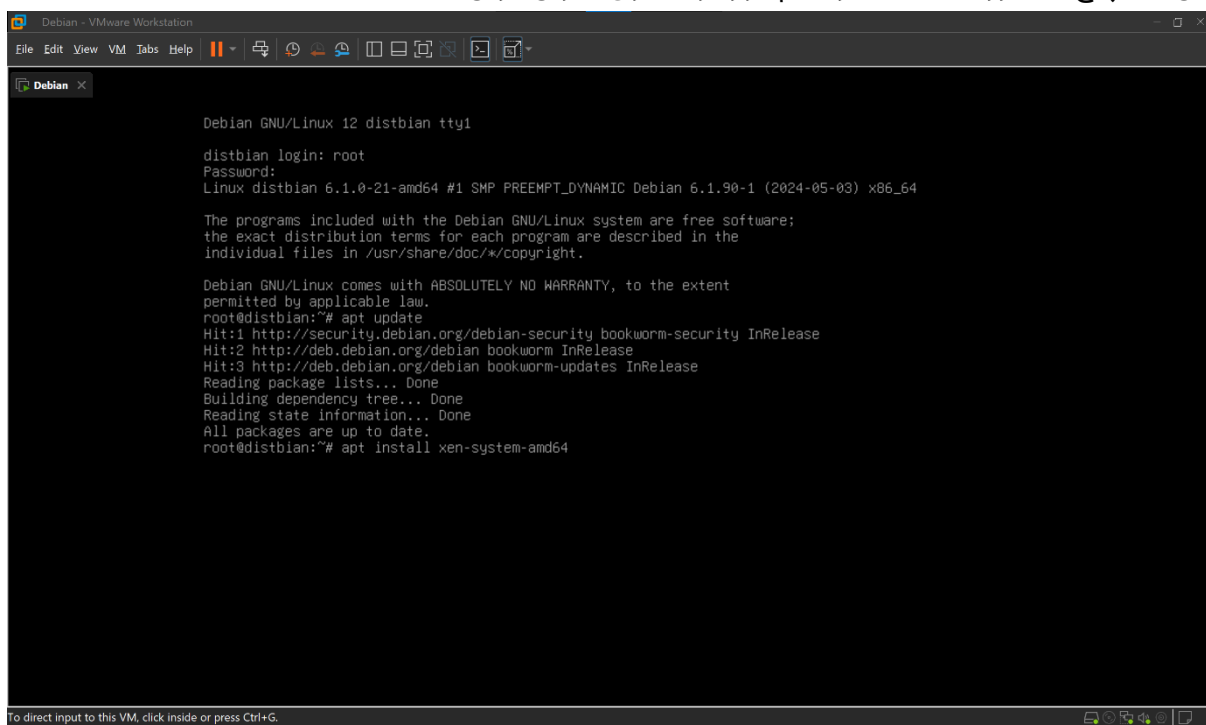 Debian - VMware Workstation
File Edit View VM Tabs Help
Debian
Debian GNU/Linux 12 distbian tty1
distbian login: root
Password:
Linux distbian 6.1.0-21-amd64 #1 SMP PREEMPT_DYNAMIC Debian 6.1.90-1 (2024-05-03) x86_64
The programs included with the Debian GNU/Linux system are free software;
the exact distribution terms for each program are described in the
individual files in /usr/share/doc/*/copyright.
Debian GNU/Linux comes with ABSOLUTELY NO WARRANTY, to the extent
permitted by applicable law.
root@distbian:~# apt update
Hit:1 http://security.debian.org/debian-security bookworm-security InRelease
Hit:2 http://deb.debian.org/debian bookworm InRelease
Hit:3 http://deb.debian.org/debian bookworm-updates InRelease
Reading package lists... Done
Building dependency tree... Done
Reading state information... Done
All packages are up to date.
root@distbian:~# apt install xen-system-amd64
To direct input to this VM, click inside or press Ctrl+G.